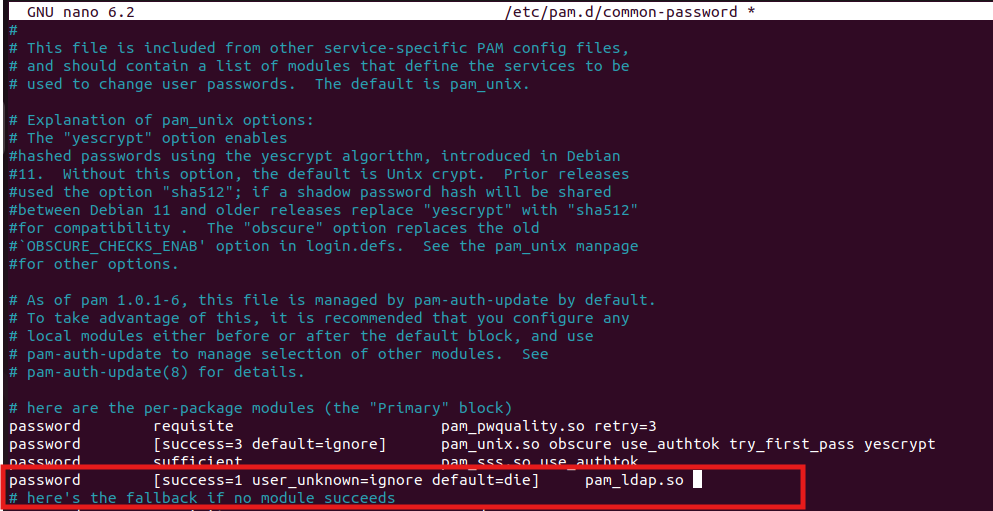 GNU nano 6.2 /etc/pam.d/common-password *
#
# This file is included from other service-specific PAM config files,
# and should contain a list of modules that define the services to be
# used to change user passwords.  The default is pam_unix.
# Explanation of pam_unix options:
# The "yescrypt" option enables
#hashed passwords using the yescrypt algorithm, introduced in Debian
#11.  Without this option, the default is Unix crypt.  Prior releases
#used the option "sha512"; if a shadow password hash will be shared
#between Debian 11 and older releases replace "yescrypt" with "sha512"
#for compatibility .  The "obscure" option replaces the old
#`OBSCURE_CHECKS_ENAB' option in login.defs.  See the pam_unix manpage
#for other options.
# As of pam 1.0.1-6, this file is managed by pam-auth-update by default.
# To take advantage of this, it is recommended that you configure any
# local modules either before or after the default block, and use
# pam-auth-update to manage selection of other modules.  See
# pam-auth-update(8) for details.
# here are the per-package modules (the "Primary" block)
password requisite pam_pwquality.so retry=3
password [success=3 default=ignore] pam_unix.so obscure use_authtok try_first_pass yescrypt
password sufficient pam_sss.so use_authtok
password [success=1 user_unknown=ignore default=die] pam_ldap.so
# here's the fallback if no module succeeds